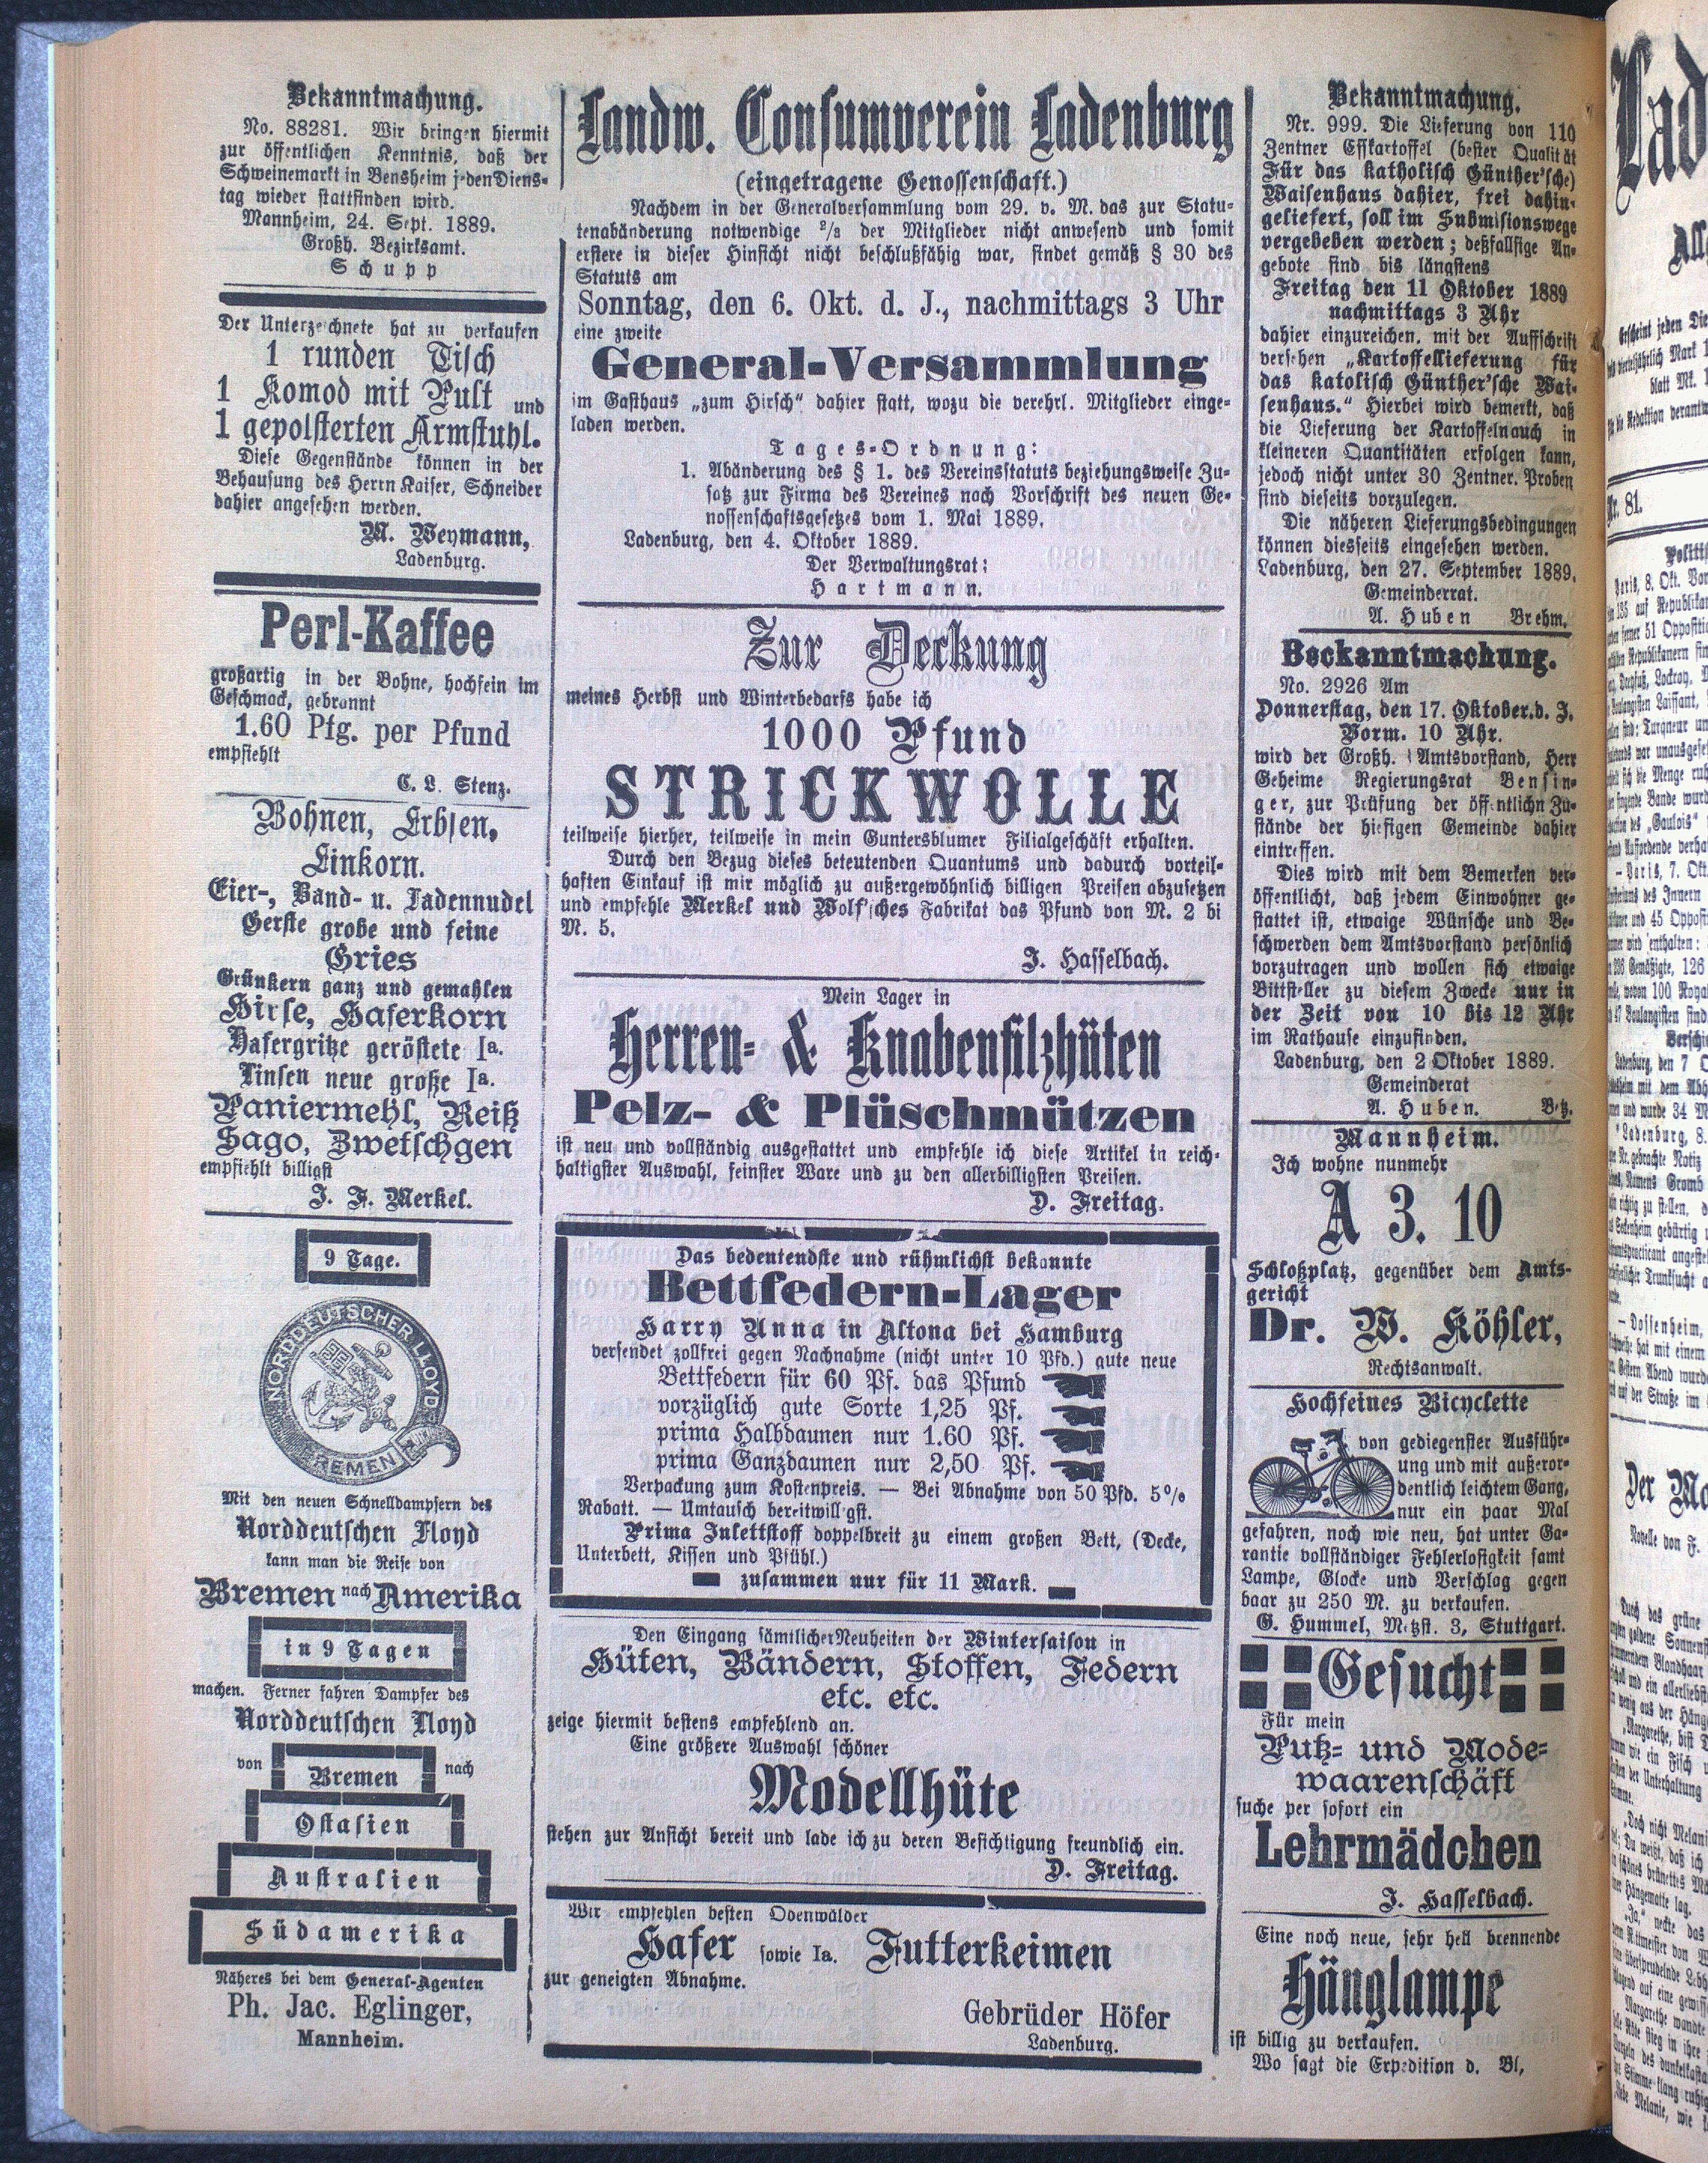 Bekanntmachung.
No. 88281. Wir bringen hiermit
zur öffentlichen Kenntnis, daß der
Schweinemarkt in Bensheim jeden Diens-
tag wieder stattfinden wird.
Mannheim, 24. Sept. 1889.
Großh. Bezirksamt.
Schupp
Der Unterzeichnete hat zu verkaufen
1 runden Tisch
1 Komod mit Pult und
1 gepolsterten Armstuhl.
Diese Gegenstände können in der
Behausung des Herrn Kaiser, Schneider
dahier angesehen werden.
M. Weymann,
Ladenburg.
Perl-Kaffee
großartig in der Bohne, hochfein im
Geschmack, gebrannt
1.60 Pfg. per Pfund
empfiehlt
C. L. Stenz.
Bohnen, Erbsen,
Einkorn.
Eier-, Band- u. Fadennudel
Gerste grobe und feine
Gries
Grünkern ganz und gemahlen
Hirse, Haferkorn
Hafergritze geröstete Ia.
Linsen neue große Ia.
Paniermehl, Reiß
Sago, Zwetschgen
empfiehlt billigst
J. F. Merkel.
9 Tage.
NORDDEUTSCHER LLOYD
BREMEN
Mit den neuen Schnelldampfern des
Norddeutschen Lloyd
kann man die Reise von
Bremen nach Amerika
in 9 Tagen
machen. Ferner fahren Dampfer des
Norddeutschen Lloyd
von Bremen nach
Ostasien
Australien
Südamerika
Näheres bei dem General-Agenten
Ph. Jac. Eglinger,
Mannheim.
Landw. Consumverein Ladenburg
(eingetragene Genossenschaft.)
Nachdem in der Generalversammlung vom 29. v. M. das zur Statu-
tenabänderung notwendige 2/3 der Mitglieder nicht anwesend und somit
erstere in dieser Hinsicht nicht beschlußfähig war, findet gemäß § 30 des
Statuts am
Sonntag, den 6. Okt. d. J., nachmittags 3 Uhr
eine zweite
General-Versammlung
im Gasthaus „zum Hirsch“ dahier statt, wozu die verehrl. Mitglieder einge-
laden werden.
Tages-Ordnung:
1. Abänderung des § 1. des Vereinsstatuts beziehungsweise Zu-
satz zur Firma des Vereines nach Vorschrift des neuen Ge-
nossenschaftsgesetzes vom 1. Mai 1889.
Ladenburg, den 4. Oktober 1889.
Der Verwaltungsrat:
Hartmann.
Zur Deckung
meines Herbst und Winterbedarfs habe ich
1000 Pfund
STRICKWOLLE
teilweise hierher, teilweise in mein Guntersblumer Filialgeschäft erhalten.
Durch den Bezug dieses beteutenden Quantums und dadurch vorteil-
haften Einkauf ist mir möglich zu außergewöhnlich billigen Preisen abzusetzen
und empfehle Merkel und Wolf'sches Fabrikat das Pfund von M. 2 bi
M. 5.
J. Hasselbach.
Mein Lager in
Herren- & Knabenfilzhüten
Pelz- & Plüschmützen
ist neu und vollständig ausgestattet und empfehle ich diese Artikel in reich-
haltigster Auswahl, feinster Ware und zu den allerbilligsten Preisen.
D. Freitag.
Das bedeutendste und rühmlichst bekannte
Bettfedern-Lager
Harry Unna in Altona bei Hamburg
versendet zollfrei gegen Nachnahme (nicht unter 10 Pfd.) gute neue
Bettfedern für 60 Pf. das Pfund
vorzüglich gute Sorte 1,25 Pf.
prima Halbdaunen nur 1.60 Pf.
prima Ganzdaunen nur 2,50 Pf.
Verpackung zum Kostenpreis. — Bei Abnahme von 50 Pfd. 5%
Rabatt. — Umtausch bereitwilligst.
Prima Inlettstoff doppelbreit zu einem großen Bett, (Decke,
Unterbett, Kissen und Pfühl.)
zusammen nur für 11 Mark.
Den Eingang sämtlicher Neuheiten der Wintersaison in
Hüten, Bändern, Stoffen, Federn
etc. etc.
zeige hiermit bestens empfehlend an.
Eine größere Auswahl schöner
Modellhüte
stehen zur Ansicht bereit und lade ich zu deren Besichtigung freundlich ein.
D. Freitag.
Wir empfehlen besten Odenwälder
Hafer sowie Ia. Futterkeimen
zur geneigten Abnahme.
Gebrüder Höfer
Ladenburg.
Bekanntmachung.
Nr. 999. Die Lieferung von 110
Zentner Esskartoffel (bester Qualität
Für das katholisch Günther'sche)
Waisenhaus dahier, frei dahin-
geliefert, soll im Submisionswege
vergebeben werden; deßfallsige An-
gebote sind bis längstens
Freitag den 11 Oktober 1889
nachmittags 3 Uhr
dahier einzureichen, mit der Auffschrift
versehen „Kartoffellieferung für
das katolisch Günther'sche Wai-
senhaus.“ Hierbei wird bemerkt, daß
die Lieferung der Kartoffeln auch in
kleineren Quantitäten erfolgen kann,
jedoch nicht unter 30 Zentner. Proben
sind dieseits vorzulegen.
Die näheren Lieferungsbedingungen
können diesseits eingesehen werden.
Ladenburg, den 27. September 1889.
Gemeinderrat.
A. Huben Brehm.
Beckanntmachung.
No. 2926 Am
Donnerstag, den 17. Oktober.d. J.
Vorm. 10 Uhr.
wird der Großh. Amtsvorstand, Herr
Geheime Regierungsrat Bensin-
ger, zur Prüfung der öffentlichn Zu-
stände der hiesigen Gemeinde dahier
eintreffen.
Dies wird mit dem Bemerken ver-
öffentlicht, daß jedem Einwohner ge-
stattet ist, etwaige Wünsche und Be-
schwerden dem Amtsvorstand persönlich
vorzutragen und wollen sich etwaige
Bittsteller zu diesem Zwecke nur in
der Zeit von 10 bis 12 Uhr
im Rathause einzufinden.
Ladenburg, den 2 Oktober 1889.
Gemeinderat
A. Huben. Betz.
Mannheim.
Ich wohne nunmehr
A 3. 10
Schloßplatz, gegenüber dem Amts-
gericht
Dr. W. Köhler,
Rechtsanwalt.
Hochfeines Bicyclette
von gediegenster Ausführ-
ung und mit außeror-
dentlich leichtem Gang,
nur ein paar Mal
gefahren, noch wie neu, hat unter Ga-
rantie vollständiger Fehlerlosigkeit samt
Lampe, Glocke und Verschlag gegen
baar zu 250 M. zu verkaufen.
G. Hummel, Metzst. 3, Stuttgart.
Gesucht
Für mein
Putz- und Mode-
waarenschäft
suche per sofort ein
Lehrmädchen
J. Hasselbach.
Eine noch neue, sehr hell brennende
Hänglampe
ist billig zu verkaufen.
Wo sagt die Expedition d. Bl,
Nr. 81.